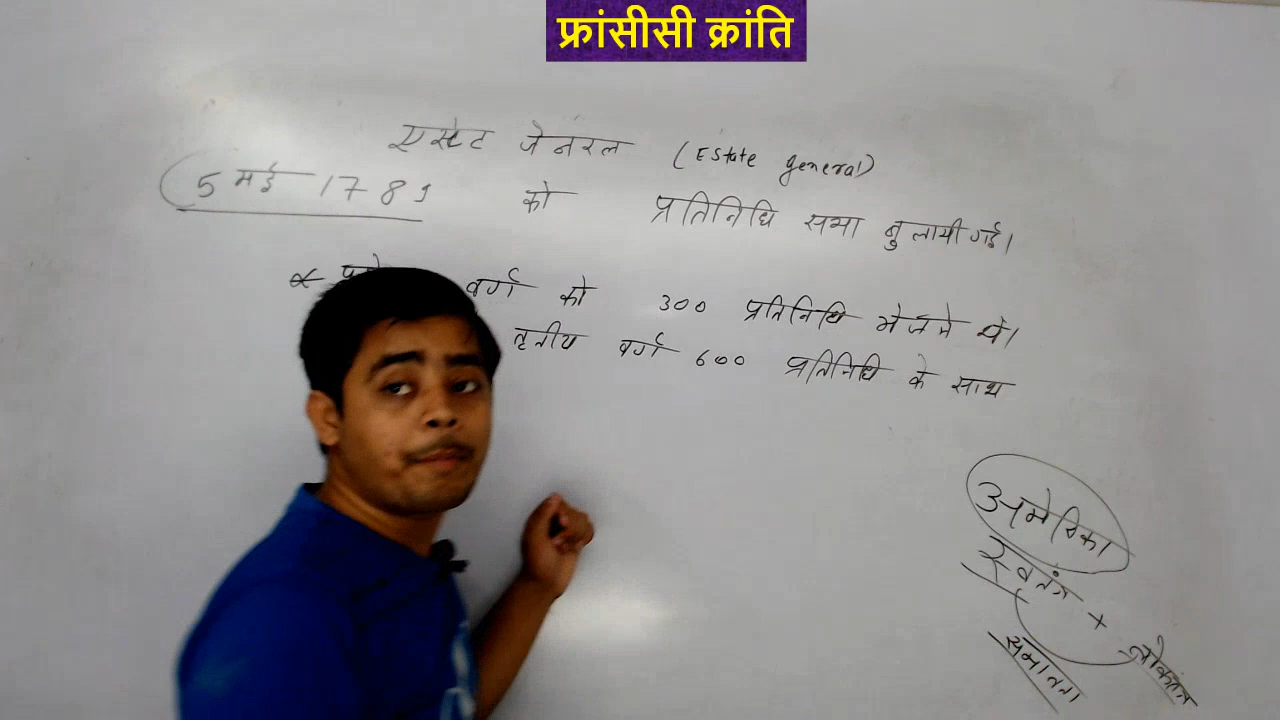 फ्रांसीसी क्रांति
एस्टेट जेनरल (Estate general)
5 मई 1789 को प्रतिनिधि सभा बुलायी गई।
वर्ग को 300 प्रतिनिधि भेजने थे।
तृतीय वर्ग 600 प्रतिनिधि के साथ
अमेरिका
स्वतंत्र +
समानता